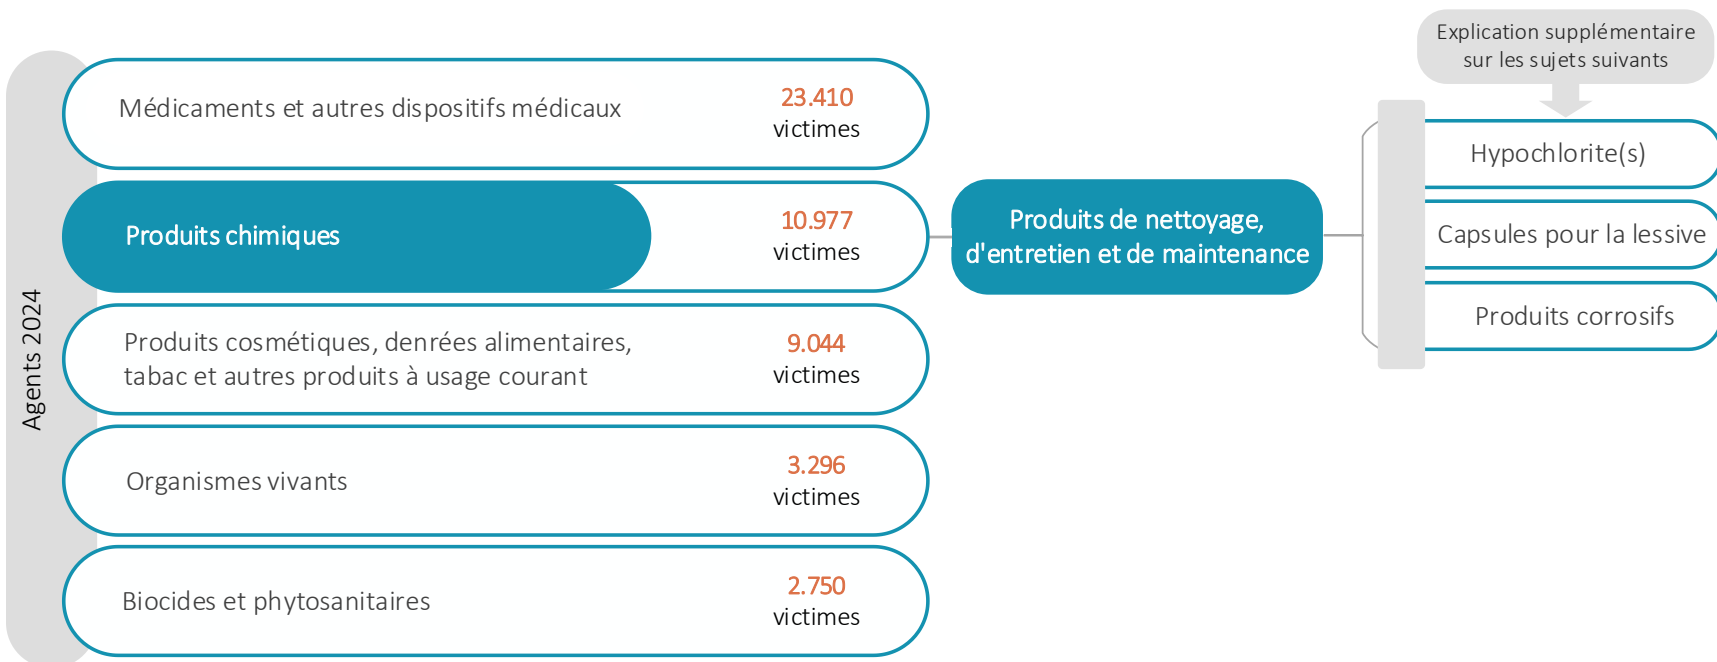 Explication supplémentaire
sur les sujets suivants
Agents 2024
Médicaments et autres dispositifs médicaux
23.410
victimes
Produits chimiques
10.977
victimes
Produits de nettoyage,
d'entretien et de maintenance
Hypochlorite(s)
Capsules pour la lessive
Produits corrosifs
Produits cosmétiques, denrées alimentaires,
tabac et autres produits à usage courant
9.044
victimes
Organismes vivants
3.296
victimes
Biocides et phytosanitaires
2.750
victimes